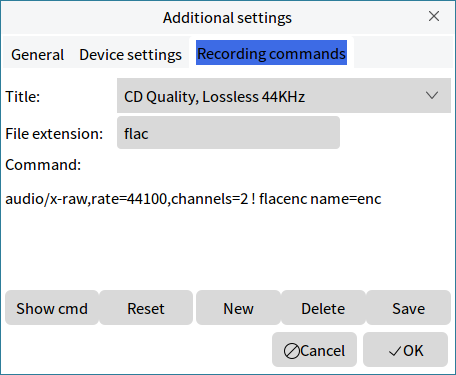 Additional settings
General Device settings Recording commands
Title: CD Quality, Lossless 44KHz
File extension: flac
Command:
audio/x-raw,rate=44100,channels=2 ! flacenc name=enc
Show cmd Reset New Delete Save
Cancel OK